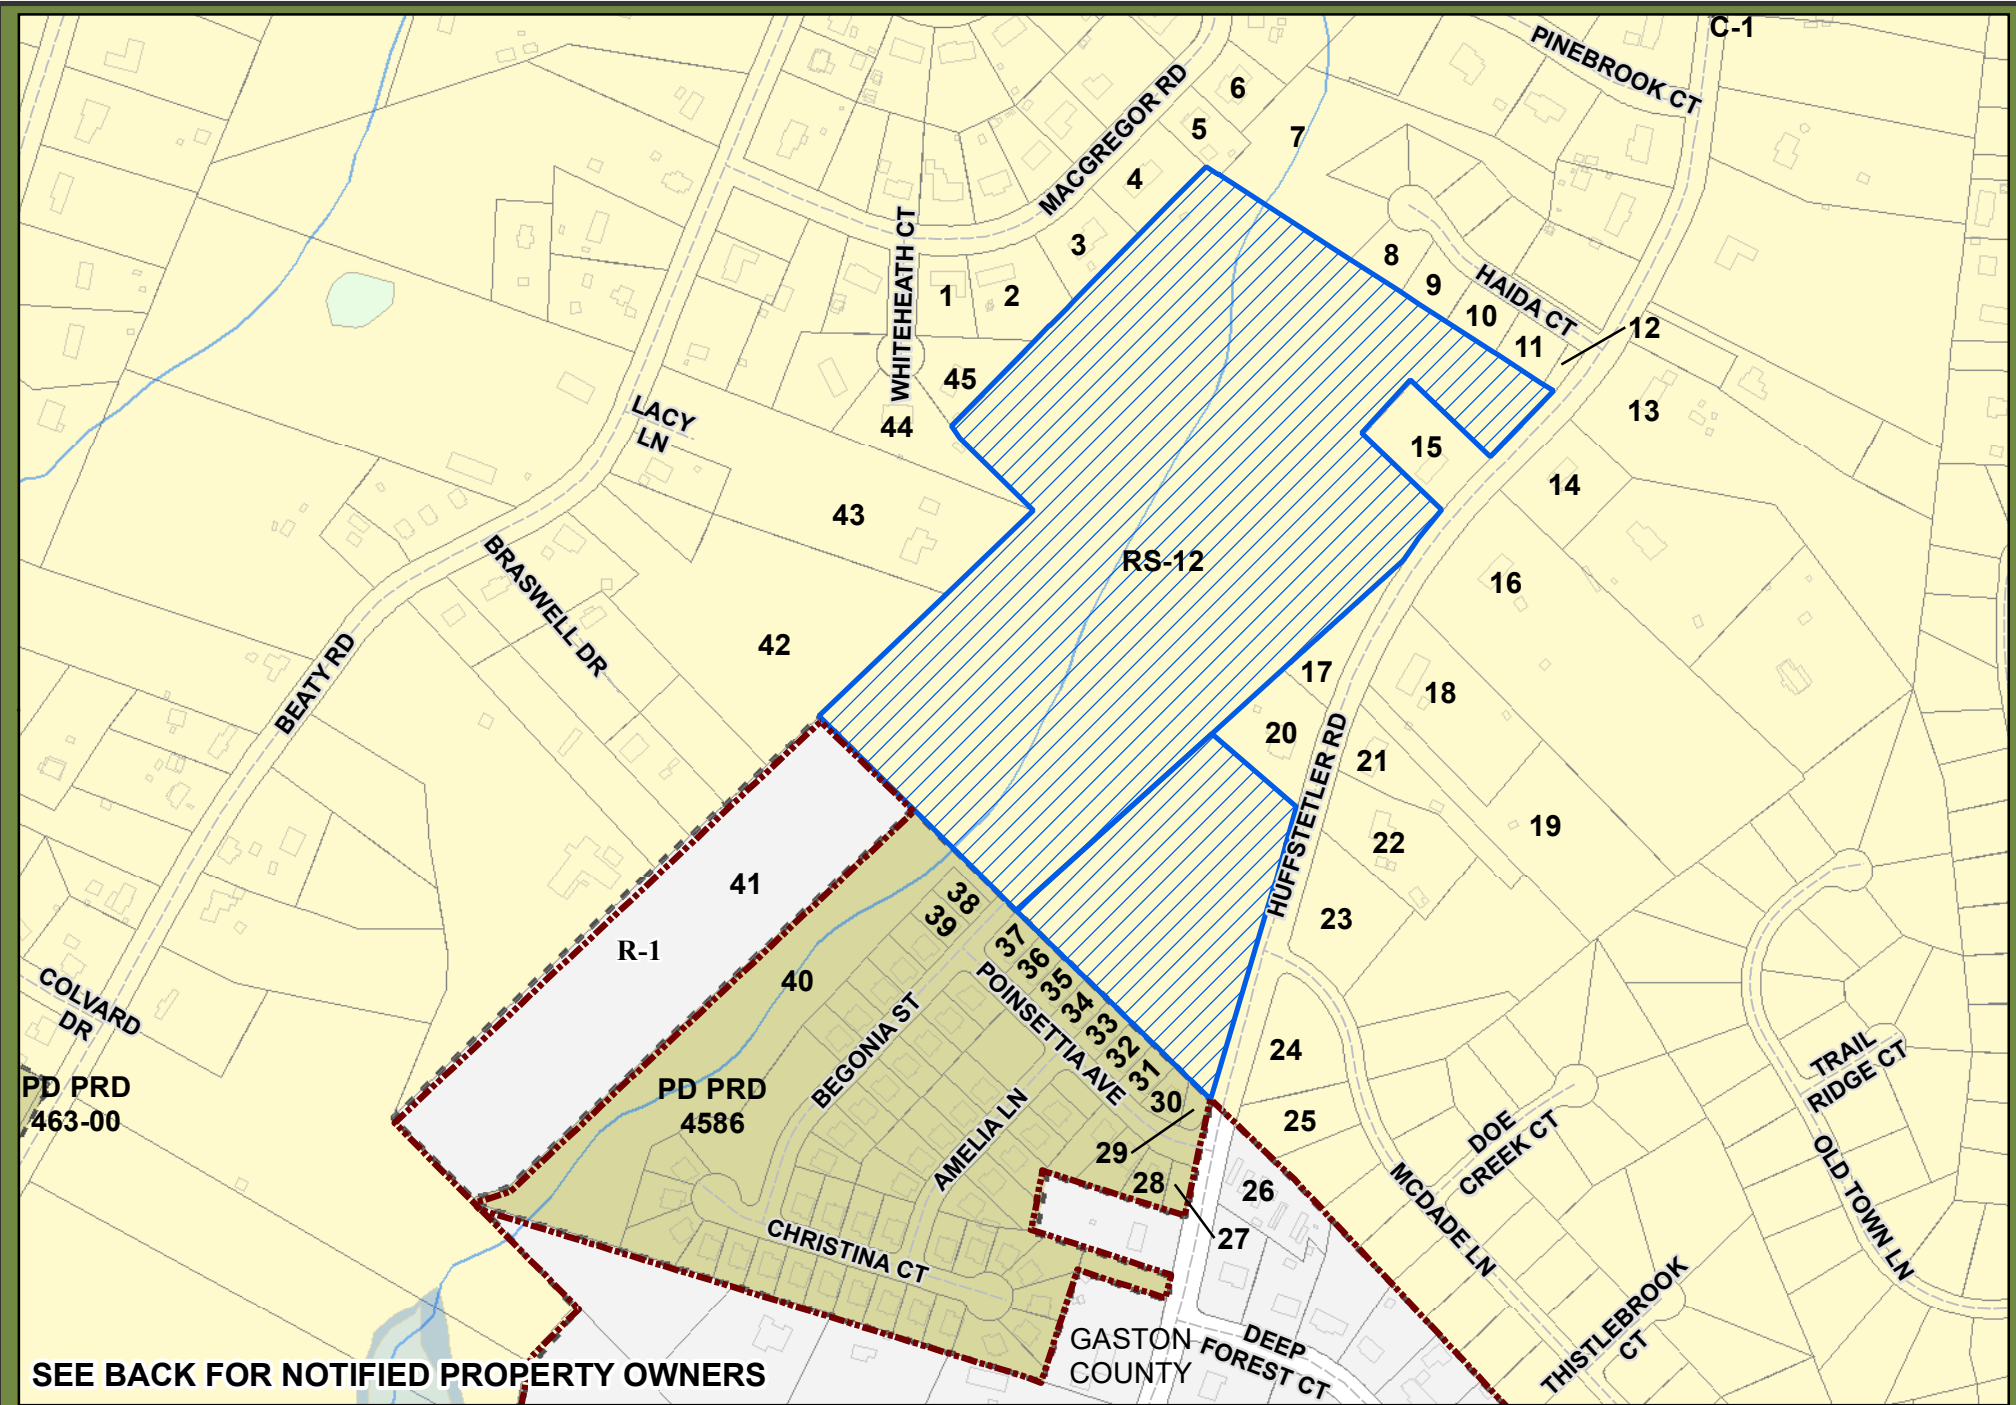 C-1
PINEBROOK CT
6
MACGREGOR RD
5
7
4
3
8
WHITEHEATH CT
9
HAIDA CT
1
2
10
12
11
45
LACY
LN
13
44
15
14
43
RS-12
BRASWELL DR
16
42
17
BEATY RD
18
20
HUFFSTETLER RD
21
19
22
41
38
39
23
R-1
37
36
40
35
POINSETTIA AVE
34
COLVARD
DR
33
BEGONIA ST
32
24
TRAIL
RIDGE CT
31
PD PRD
463-00
PD PRD
4586
30
25
AMELIA LN
DOE
CREEK CT
29
28
26
MCDADE LN
OLD TOWN LN
27
CHRISTINA CT
THISTLEBROOK
CT
GASTON
COUNTY
DEEP
FOREST CT
SEE BACK FOR NOTIFIED PROPERTY OWNERS